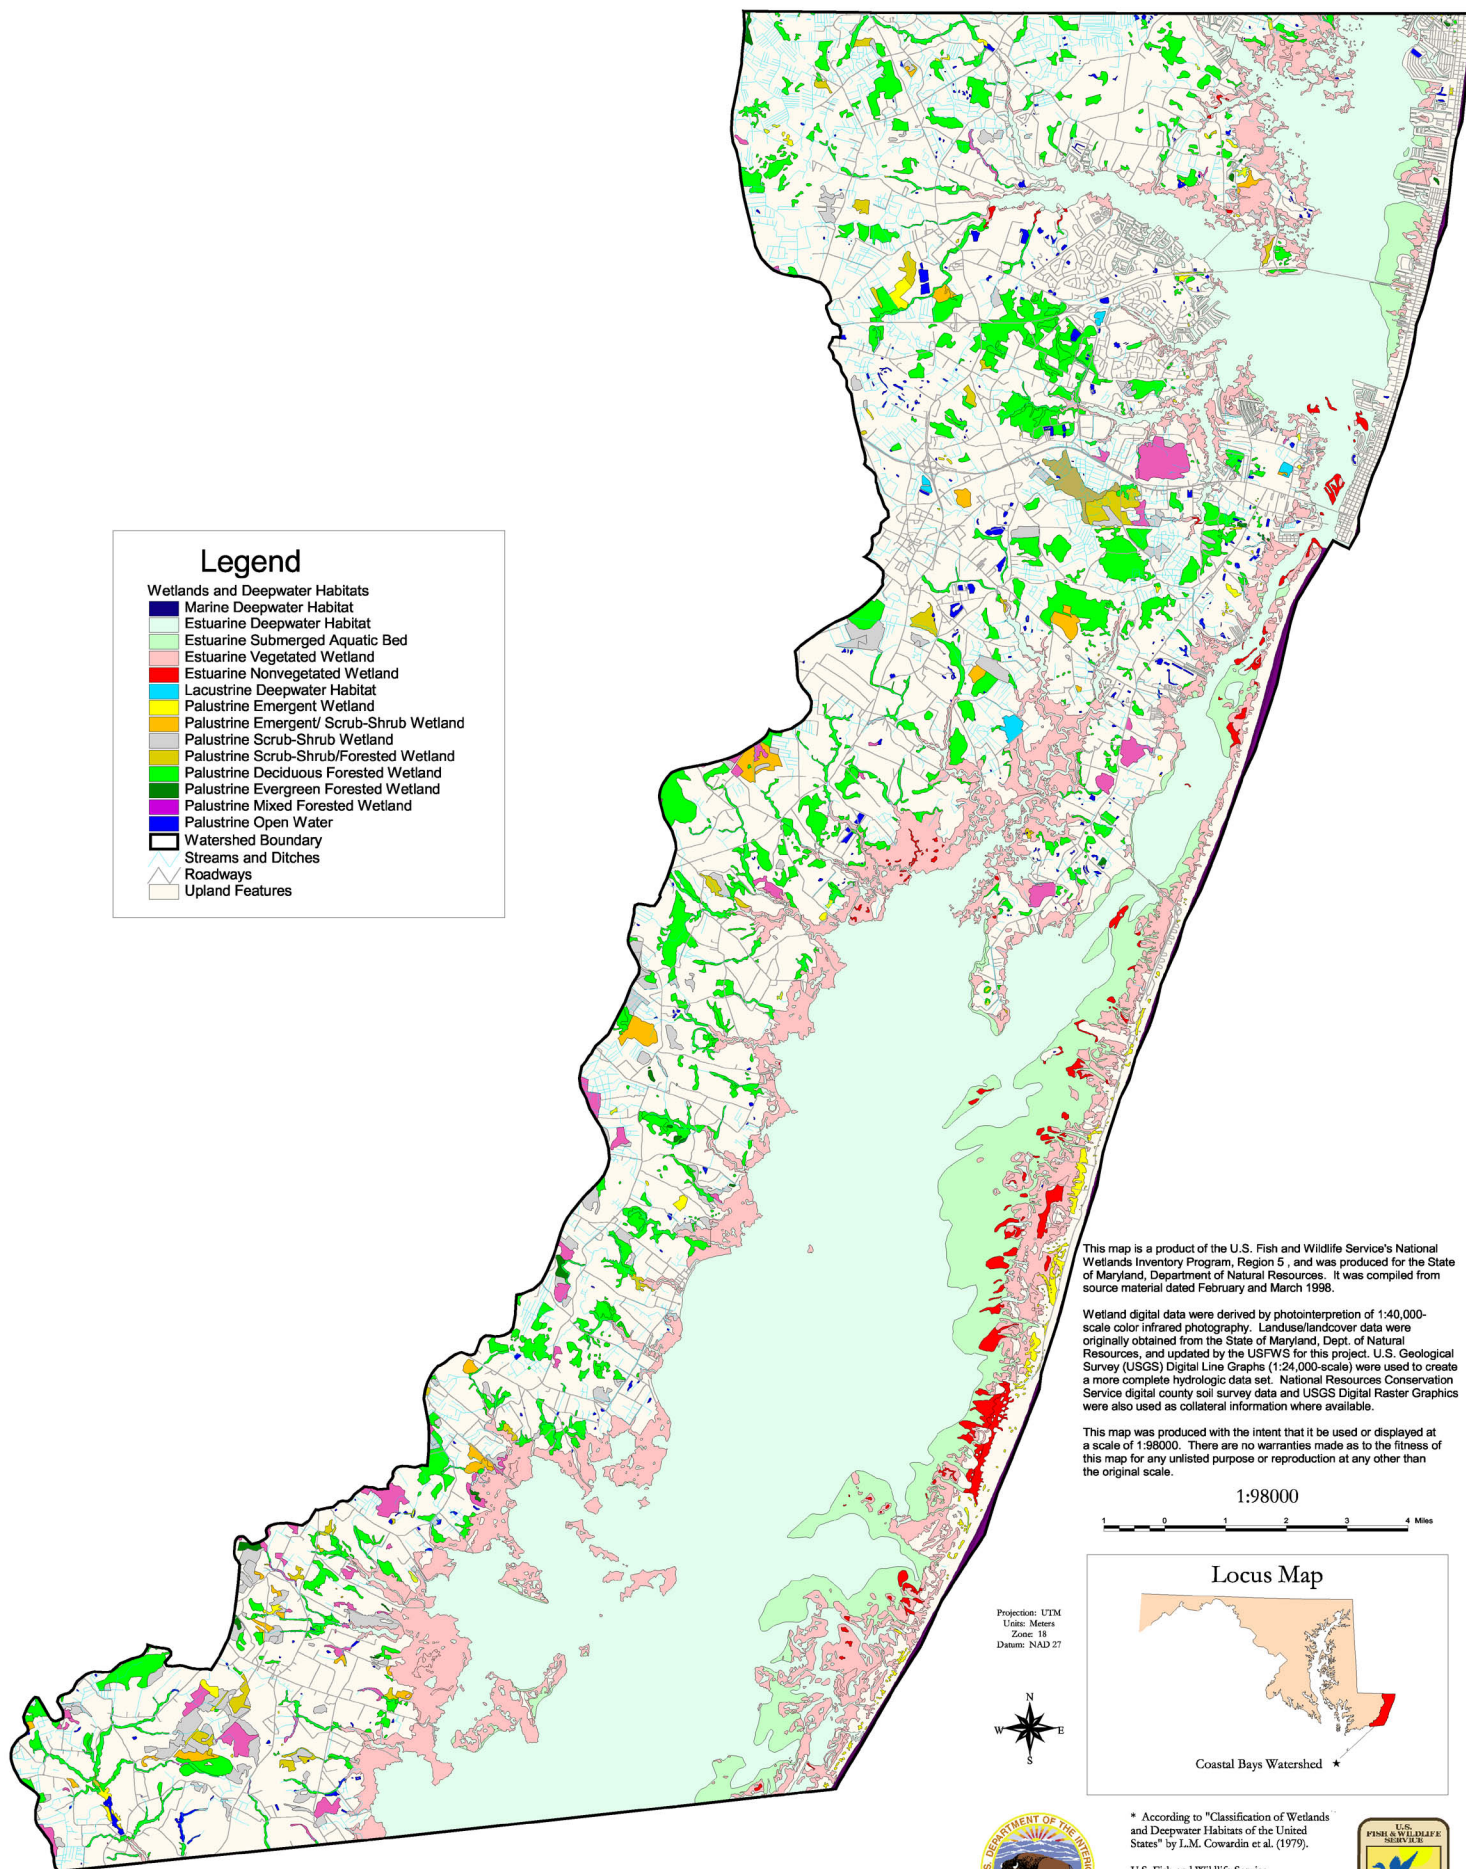 Legend
Wetlands and Deepwater Habitats
Marine Deepwater Habitat
Estuarine Deepwater Habitat
Estuarine Submerged Aquatic Bed
Estuarine Vegetated Wetland
Estuarine Nonvegetated Wetland
Lacustrine Deepwater Habitat
Palustrine Emergent Wetland
Palustrine Emergent/ Scrub-Shrub Wetland
Palustrine Scrub-Shrub Wetland
Palustrine Scrub-Shrub/Forested Wetland
Palustrine Deciduous Forested Wetland
Palustrine Evergreen Forested Wetland
Palustrine Mixed Forested Wetland
Palustrine Open Water
Watershed Boundary
Streams and Ditches
Roadways
Upland Features
This map is a product of the U.S. Fish and Wildlife Service's National
Wetlands Inventory Program, Region 5 , and was produced for the State
of Maryland, Department of Natural Resources. It was compiled from
source material dated February and March 1998.
Wetland digital data were derived by photointerpretion of 1:40,000-
scale color infrared photography. Landuse/landcover data were
originally obtained from the State of Maryland, Dept. of Natural
Resources, and updated by the USFWS for this project. U.S. Geological
Survey (USGS) Digital Line Graphs (1:24,000-scale) were used to create
a more complete hydrologic data set. National Resources Conservation
Service digital county soil survey data and USGS Digital Raster Graphics
were also used as collateral information where available.
This map was produced with the intent that it be used or displayed at
a scale of 1:98000. There are no warranties made as to the fitness of
this map for any unlisted purpose or reproduction at any other than
the original scale.
1:98000
1 0 1 2 3 4 Miles
Locus Map
Coastal Bays Watershed ★
Projection: UTM
Units: Meters
Zone: 18
Datum: NAD 27
N
W E
S
* According to "Classification of Wetlands
and Deepwater Habitats of the United
States" by L.M. Cowardin et al. (1979).
DEPARTMENT OF THE INTERIOR
U.S.
FISH & WILDLIFE
SERVICE